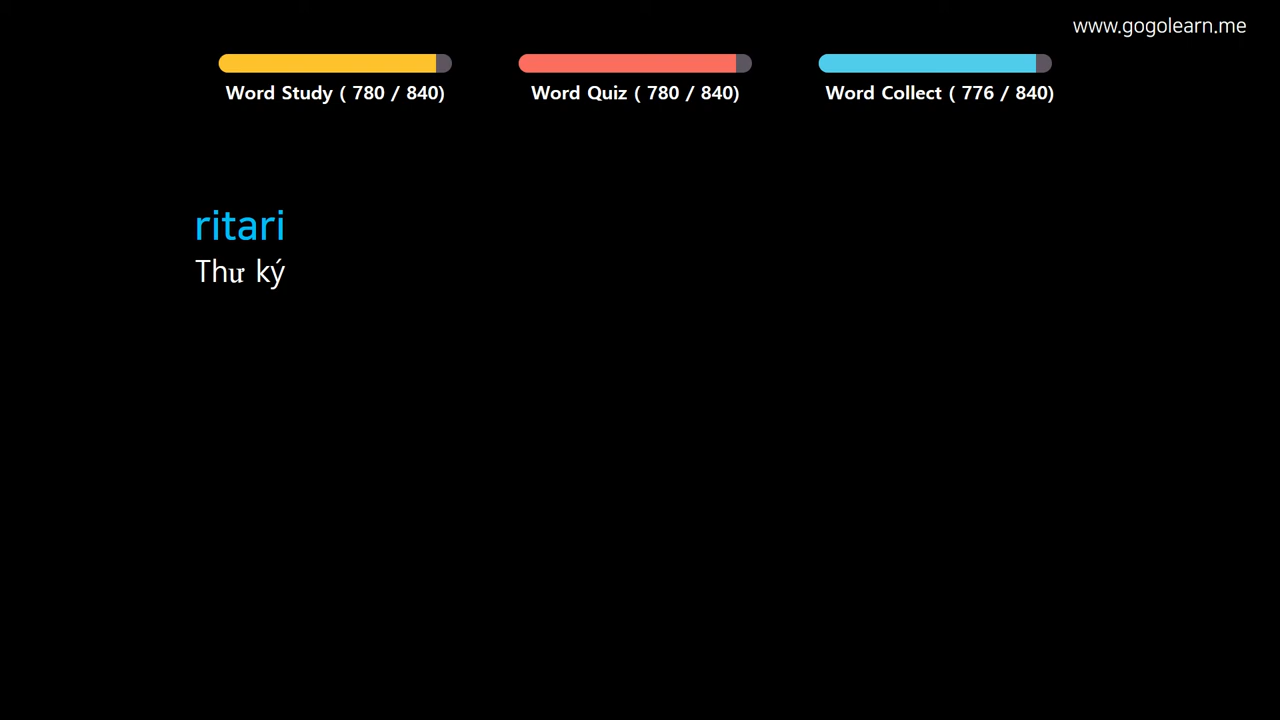 www.gogolearn.me
Word Study ( 780 / 840)
Word Quiz ( 780 / 840)
Word Collect ( 776 / 840)
ritari
Thư ký